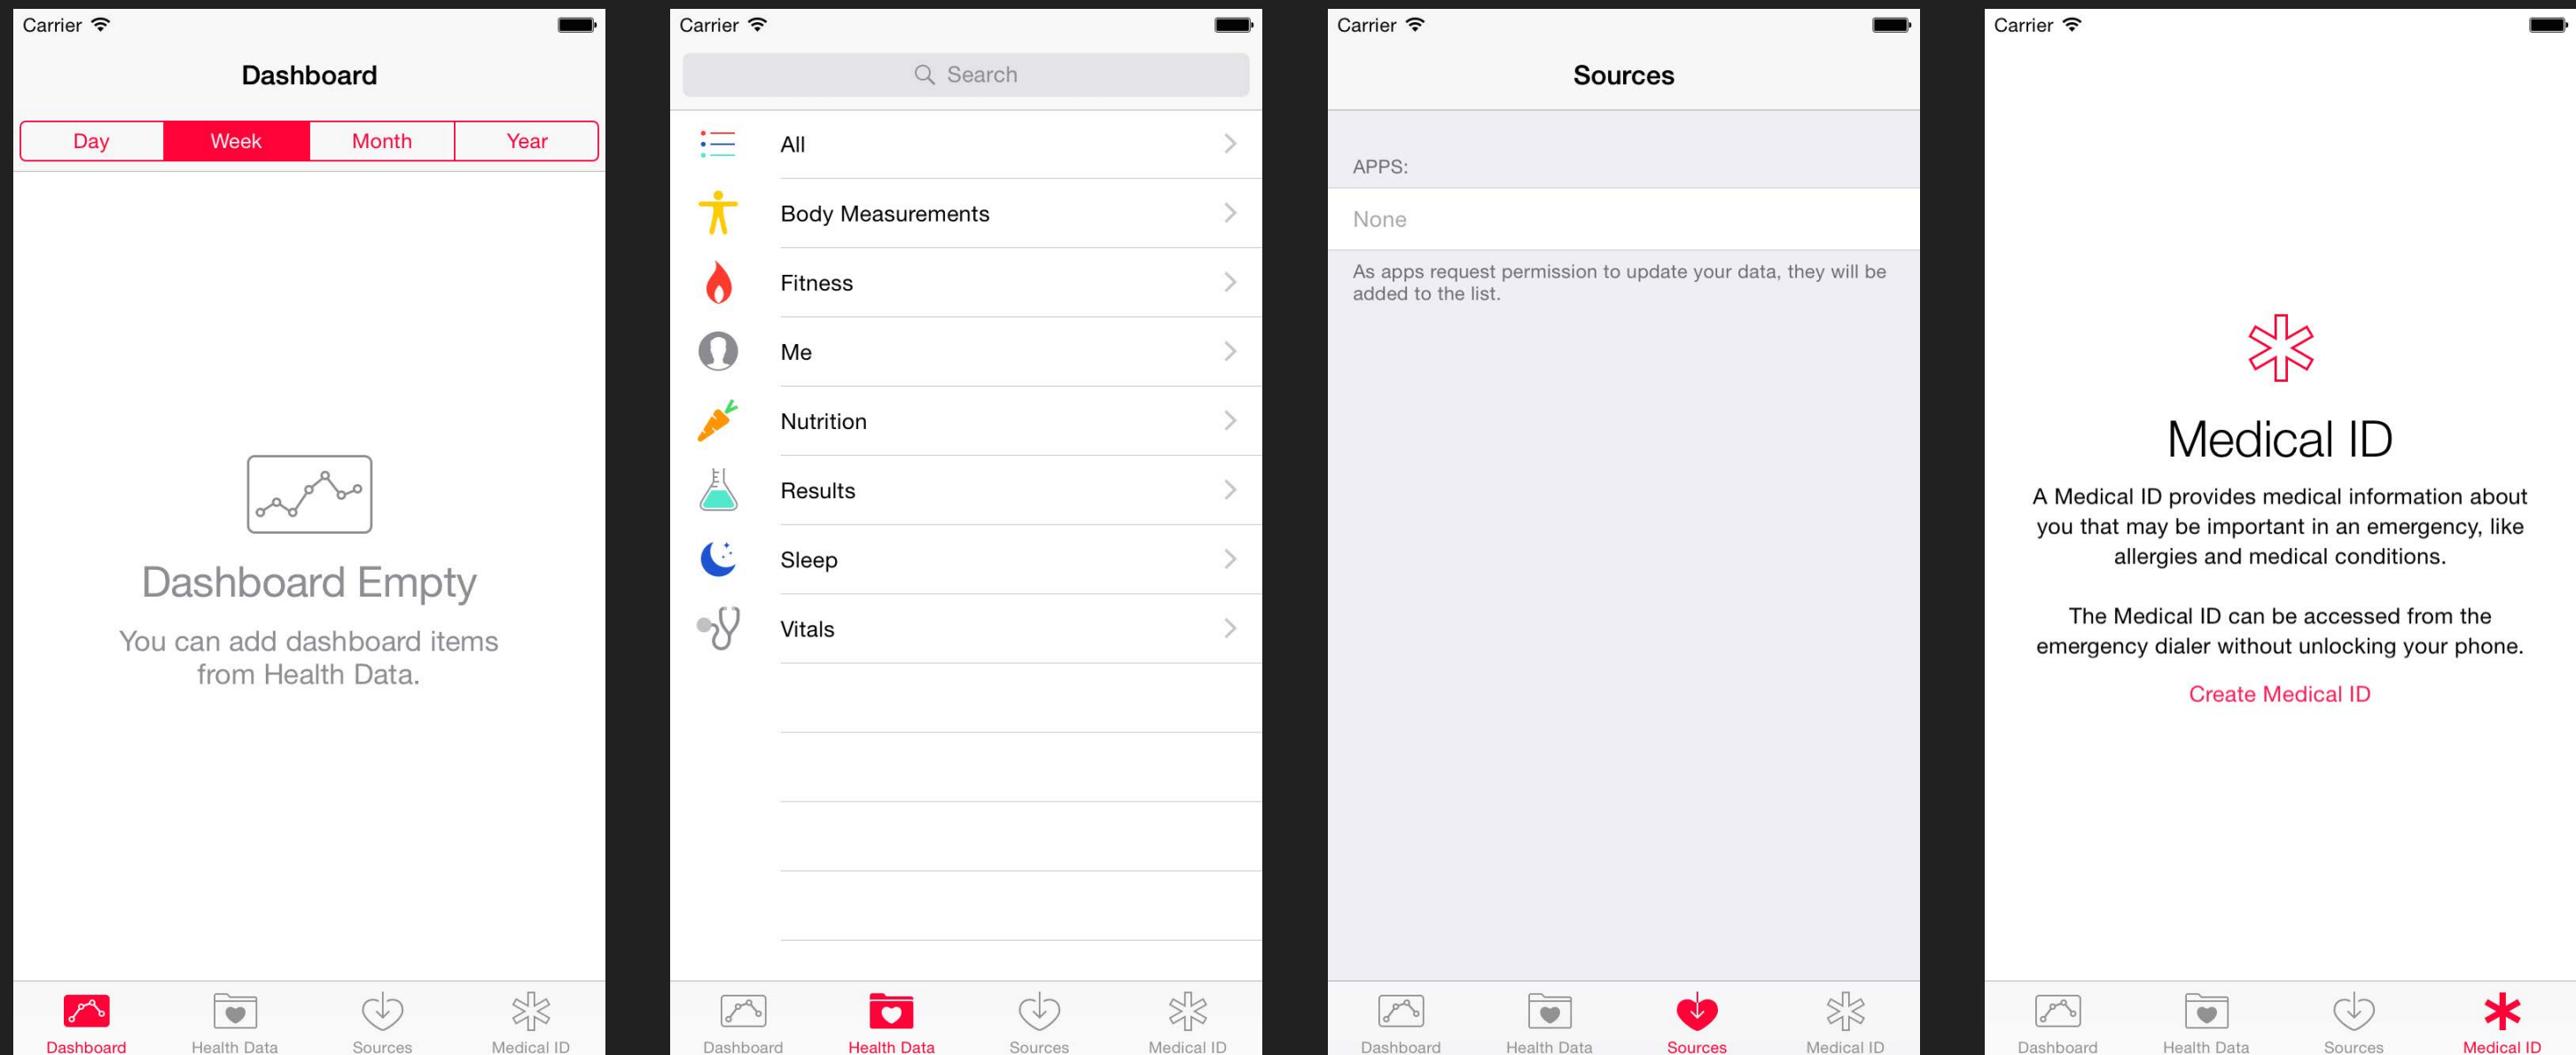 Carrier
Dashboard
Day Week Month Year
Dashboard Empty
You can add dashboard items
from Health Data.
Dashboard Health Data Sources Medical ID
Carrier
Search
All
Body Measurements
Fitness
Me
Nutrition
Results
Sleep
Vitals
Dashboard Health Data Sources Medical ID
Carrier
Sources
APPS:
None
As apps request permission to update your data, they will be
added to the list.
Dashboard Health Data Sources Medical ID
Carrier
Medical ID
A Medical ID provides medical information about
you that may be important in an emergency, like
allergies and medical conditions.
The Medical ID can be accessed from the
emergency dialer without unlocking your phone.
Create Medical ID
Dashboard Health Data Sources Medical ID